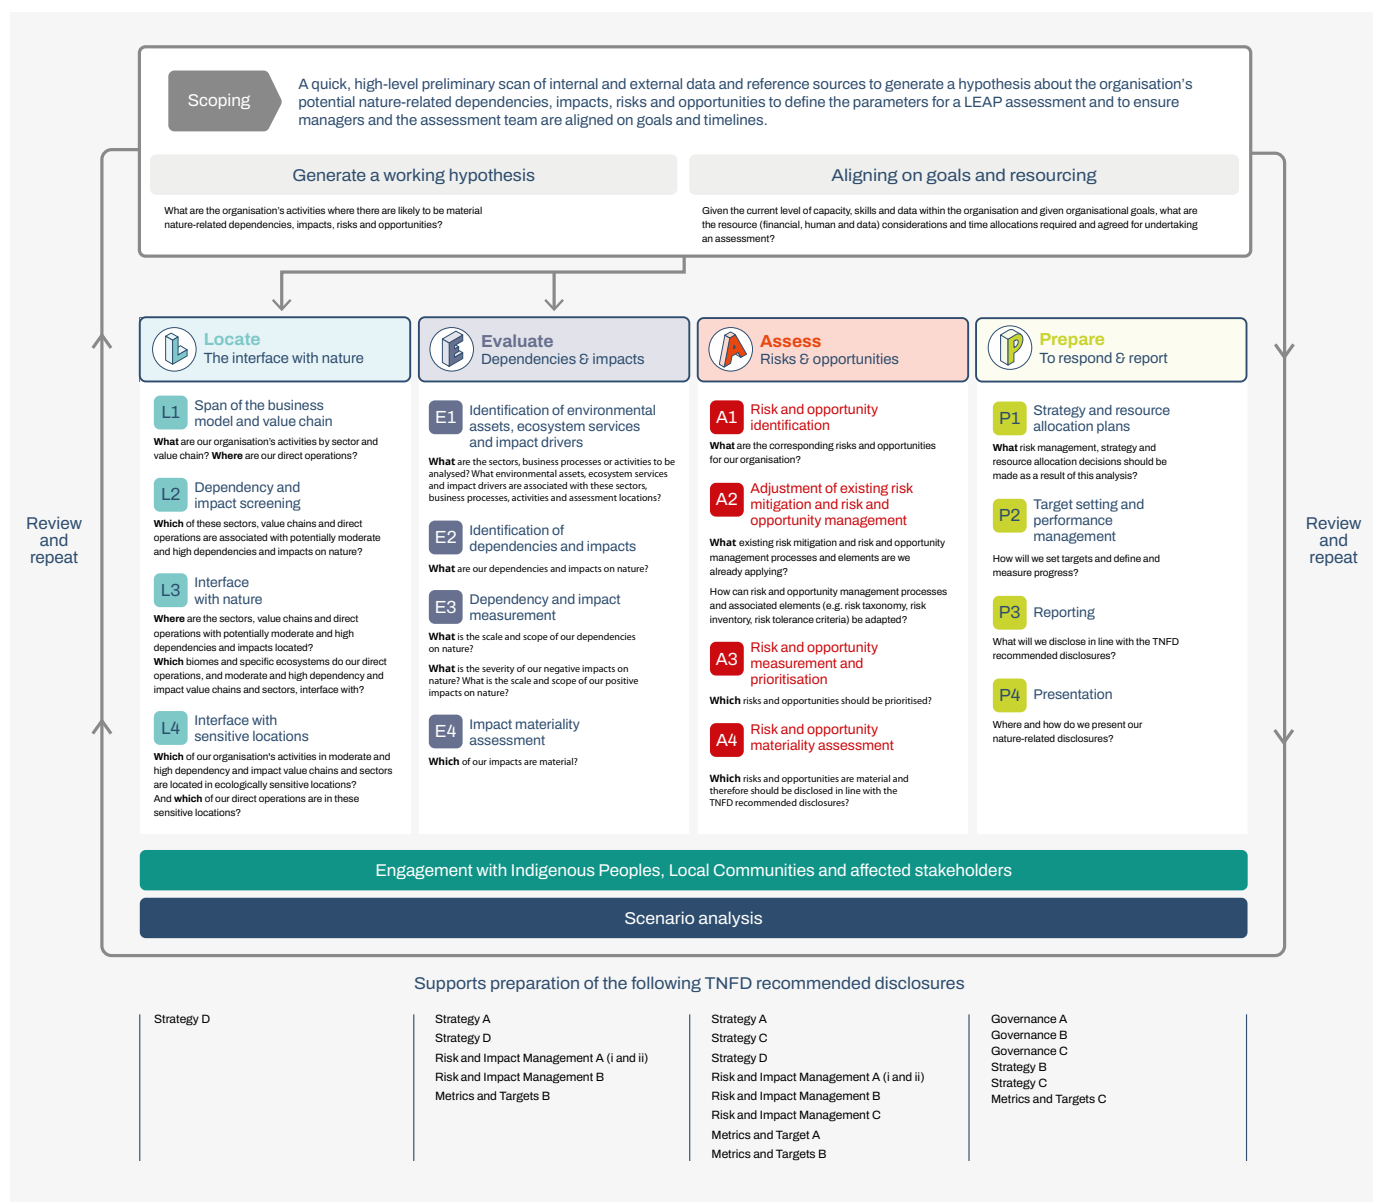 Scoping
A quick, high-level preliminary scan of internal and external data and reference sources to generate a hypothesis about the organisation's
potential nature-related dependencies, impacts, risks and opportunities to define the parameters for a LEAP assessment and to ensure
managers and the assessment team are aligned on goals and timelines.
Generate a working hypothesis
What are the organisation's activities where there are likely to be material
nature-related dependencies, impacts, risks and opportunities?
Aligning on goals and resourcing
Given the current level of capacity, skills and data within the organisation and given organisational goals, what are
the resource (financial, human and data) considerations and time allocations required and agreed for undertaking
an assessment?
Review
and
repeat
L
Locate
The interface with nature
L1
Span of the business
model and value chain
What are our organisation's activities by sector and
value chain? Where are our direct operations?
L2
Dependency and
impact screening
Which of these sectors, value chains and direct
operations are associated with potentially moderate
and high dependencies and impacts on nature?
L3
Interface
with nature
Where are the sectors, value chains and direct
operations with potentially moderate and high
dependencies and impacts located?
Which biomes and specific ecosystems do our direct
operations, and moderate and high dependency and
impact value chains and sectors, interface with?
L4
Interface with
sensitive locations
Which of our organisation's activities in moderate and
high dependency and impact value chains and sectors
are located in ecologically sensitive locations?
And which of our direct operations are in these
sensitive locations?
E
Evaluate
Dependencies & impacts
E1
Identification of environmental
assets, ecosystem services
and impact drivers
What are the sectors, business processes or activities to be
analysed? What environmental assets, ecosystem services
and impact drivers are associated with these sectors,
business processes, activities and assessment locations?
E2
Identification of
dependencies and impacts
What are our dependencies and impacts on nature?
E3
Dependency and impact
measurement
What is the scale and scope of our dependencies
on nature?
What is the severity of our negative impacts on
nature? What is the scale and scope of our positive
impacts on nature?
E4
Impact materiality
assessment
Which of our impacts are material?
A
Assess
Risks & opportunities
A1
Risk and opportunity
identification
What are the corresponding risks and opportunities
for our organisation?
A2
Adjustment of existing risk
mitigation and risk and
opportunity management
What existing risk mitigation and risk and opportunity
management processes and elements are we
already applying?
How can risk and opportunity management processes
and associated elements (e.g. risk taxonomy, risk
inventory, risk tolerance criteria) be adapted?
A3
Risk and opportunity
measurement and
prioritisation
Which risks and opportunities should be prioritised?
A4
Risk and opportunity
materiality assessment
Which risks and opportunities are material and
therefore should be disclosed in line with the
TNFD recommended disclosures?
P
Prepare
To respond & report
P1
Strategy and resource
allocation plans
What risk management, strategy and
resource allocation decisions should be
made as a result of this analysis?
P2
Target setting and
performance
management
How will we set targets and define and
measure progress?
P3
Reporting
What will we disclose in line with the TNFD
recommended disclosures?
P4
Presentation
Where and how do we present our
nature-related disclosures?
Review
and
repeat
Engagement with Indigenous Peoples, Local Communities and affected stakeholders
Scenario analysis
Supports preparation of the following TNFD recommended disclosures
Strategy D
Strategy A
Strategy D
Risk and Impact Management A (i and ii)
Risk and Impact Management B
Metrics and Targets B
Strategy A
Strategy C
Strategy D
Risk and Impact Management A (i and ii)
Risk and Impact Management B
Risk and Impact Management C
Metrics and Target A
Metrics and Targets B
Governance A
Governance B
Governance C
Strategy B
Strategy C
Metrics and Targets C